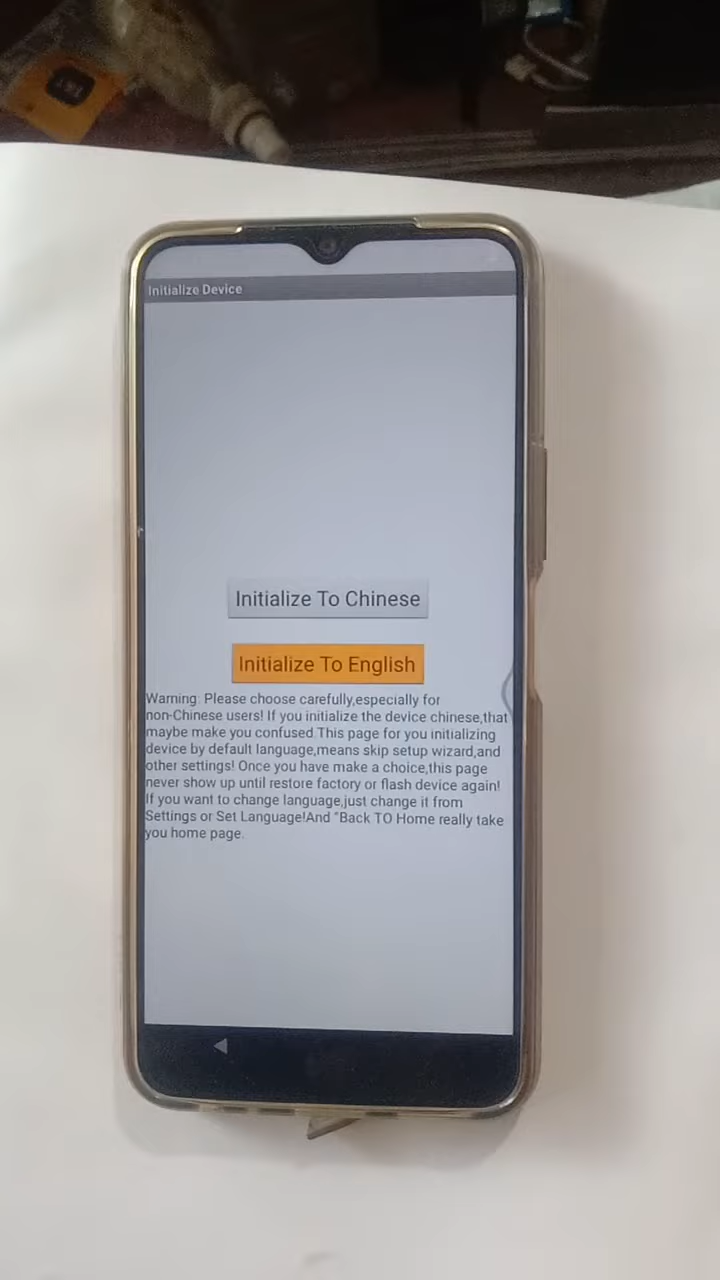 Initialize Device
Initialize To Chinese
Initialize To English
Warning: Please choose carefully,especially for
non-Chinese users! If you initialize the device chinese,that
maybe make you confused.This page for you initializing
device by default language,means skip setup wizard,and
other settings! Once you have make a choice,this page
never show up until restore factory or flash device again!
If you want to change language,just change it from
Settings or Set Language!And "Back TO Home really take
you home page.